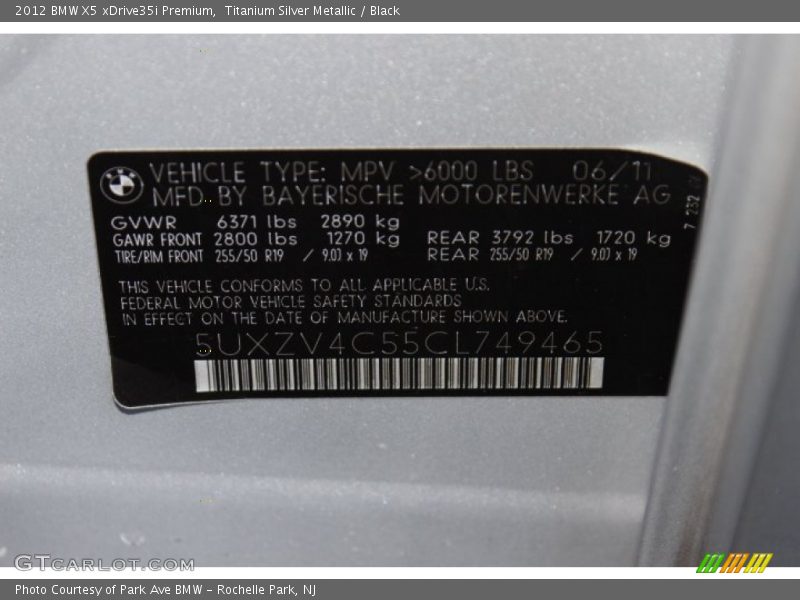 2012 BMW X5 xDrive35i Premium,  Titanium Silver Metallic / Black
VEHICLE TYPE: MPV >6000 LBS 06/11
MFD BY BAYERISCHE MOTORENWERKE AG
GVWR 6371 lbs 2890 kg
GAWR FRONT 2800 lbs 1270 kg REAR 3792 lbs 1720 kg
TIRE/RIM FRONT 255/50 R19 / 9.0J x 19 REAR 255/50 R19 / 9.0J x 19
7 232
THIS VEHICLE CONFORMS TO ALL APPLICABLE U.S.
FEDERAL MOTOR VEHICLE SAFETY STANDARDS
IN EFFECT ON THE DATE OF MANUFACTURE SHOWN ABOVE.
5UXZV4C55CL749465
GTcarlot.com
Photo Courtesy of Park Ave BMW - Rochelle Park, NJ